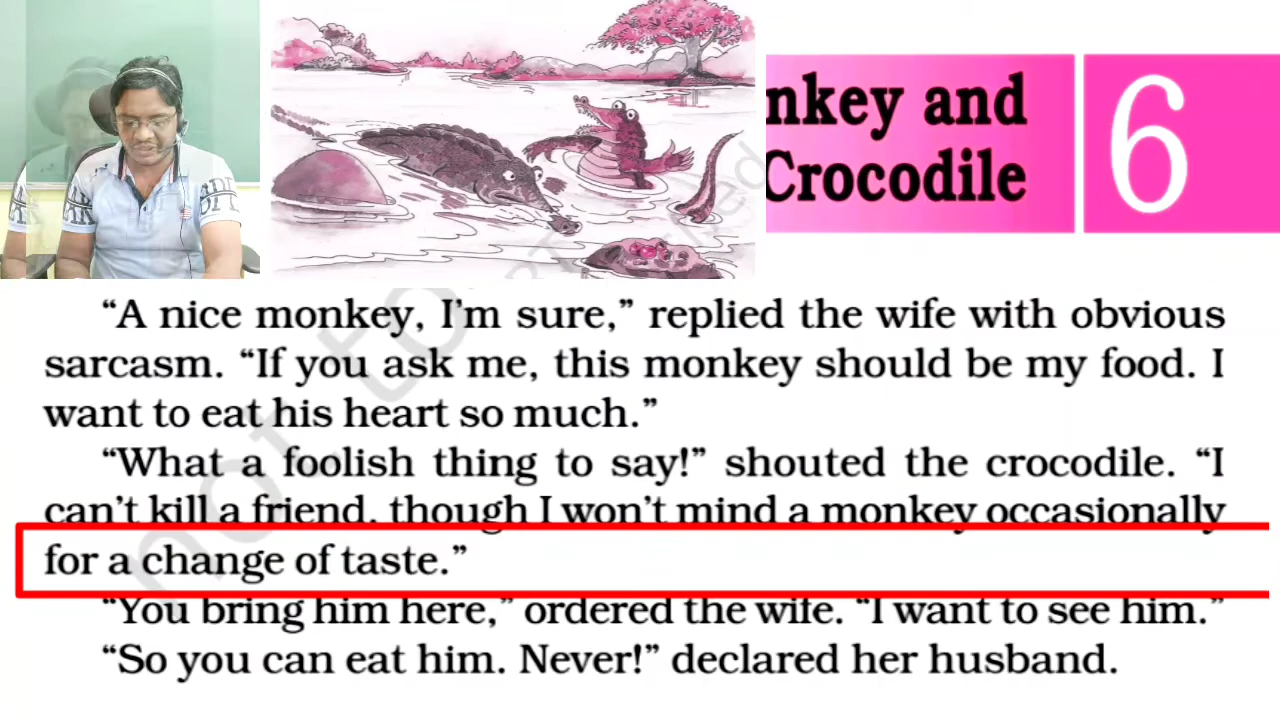 nkey and
Crocodile
6
“A nice monkey, I’m sure,” replied the wife with obvious
sarcasm. “If you ask me, this monkey should be my food. I
want to eat his heart so much.”
“What a foolish thing to say!” shouted the crocodile. “I
can’t kill a friend, though I won’t mind a monkey occasionally
for a change of taste.”
“You bring him here,” ordered the wife. “I want to see him.”
“So you can eat him. Never!” declared her husband.
not to